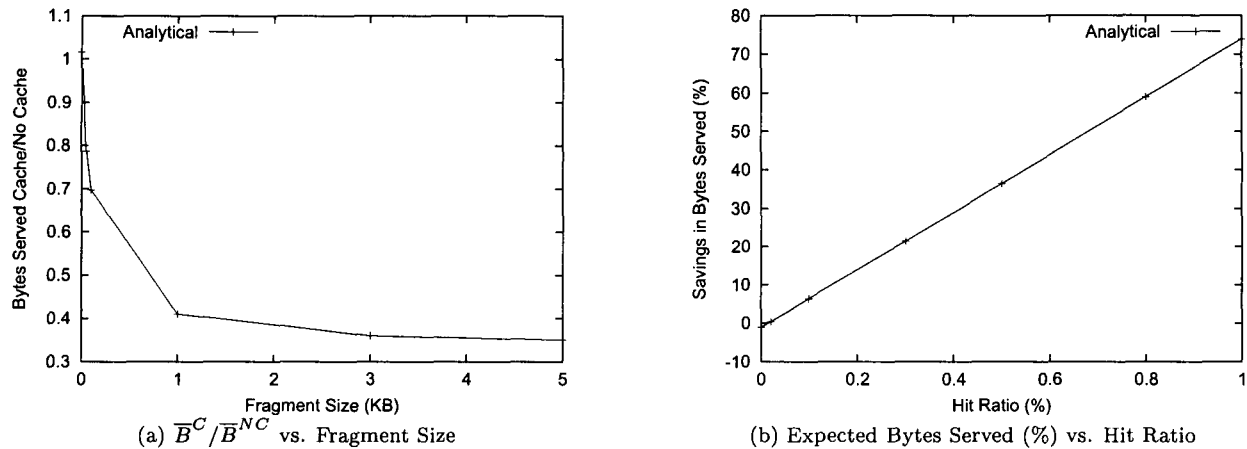 1.1
1
0.9
0.8
0.7
0.6
0.5
0.4
0.3
Bytes Served Cache/No Cache
Analytical
0 1 2 3 4 5
Fragment Size (KB)
(a) B̅^C/B̅^NC vs. Fragment Size
80
70
60
50
40
30
20
10
0
-10
Savings in Bytes Served (%)
Analytical
0 0.2 0.4 0.6 0.8 1
Hit Ratio (%)
(b) Expected Bytes Served (%) vs. Hit Ratio